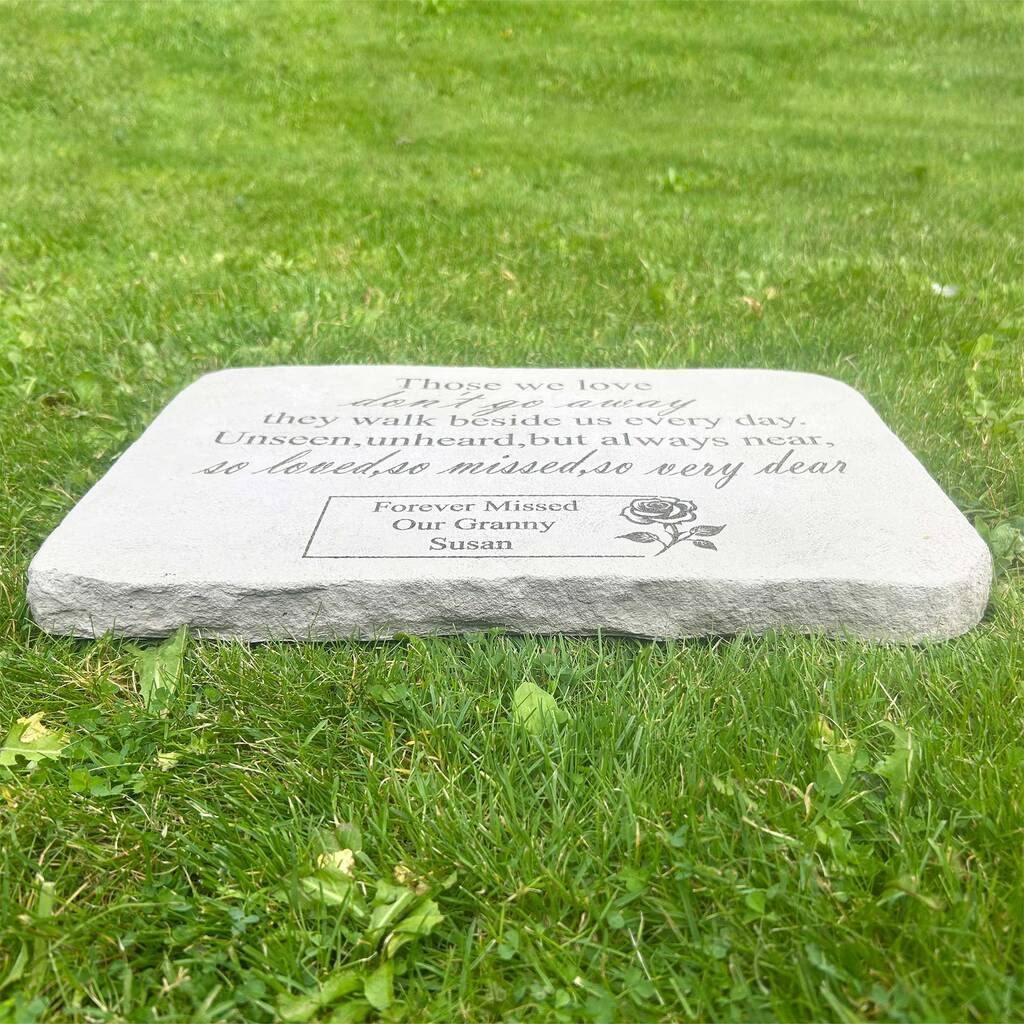 Those we love
don't go away
they walk beside us every day.
Unseen,unheard,but always near,
so loved,so missed,so very dear
Forever Missed
Our Granny
Susan